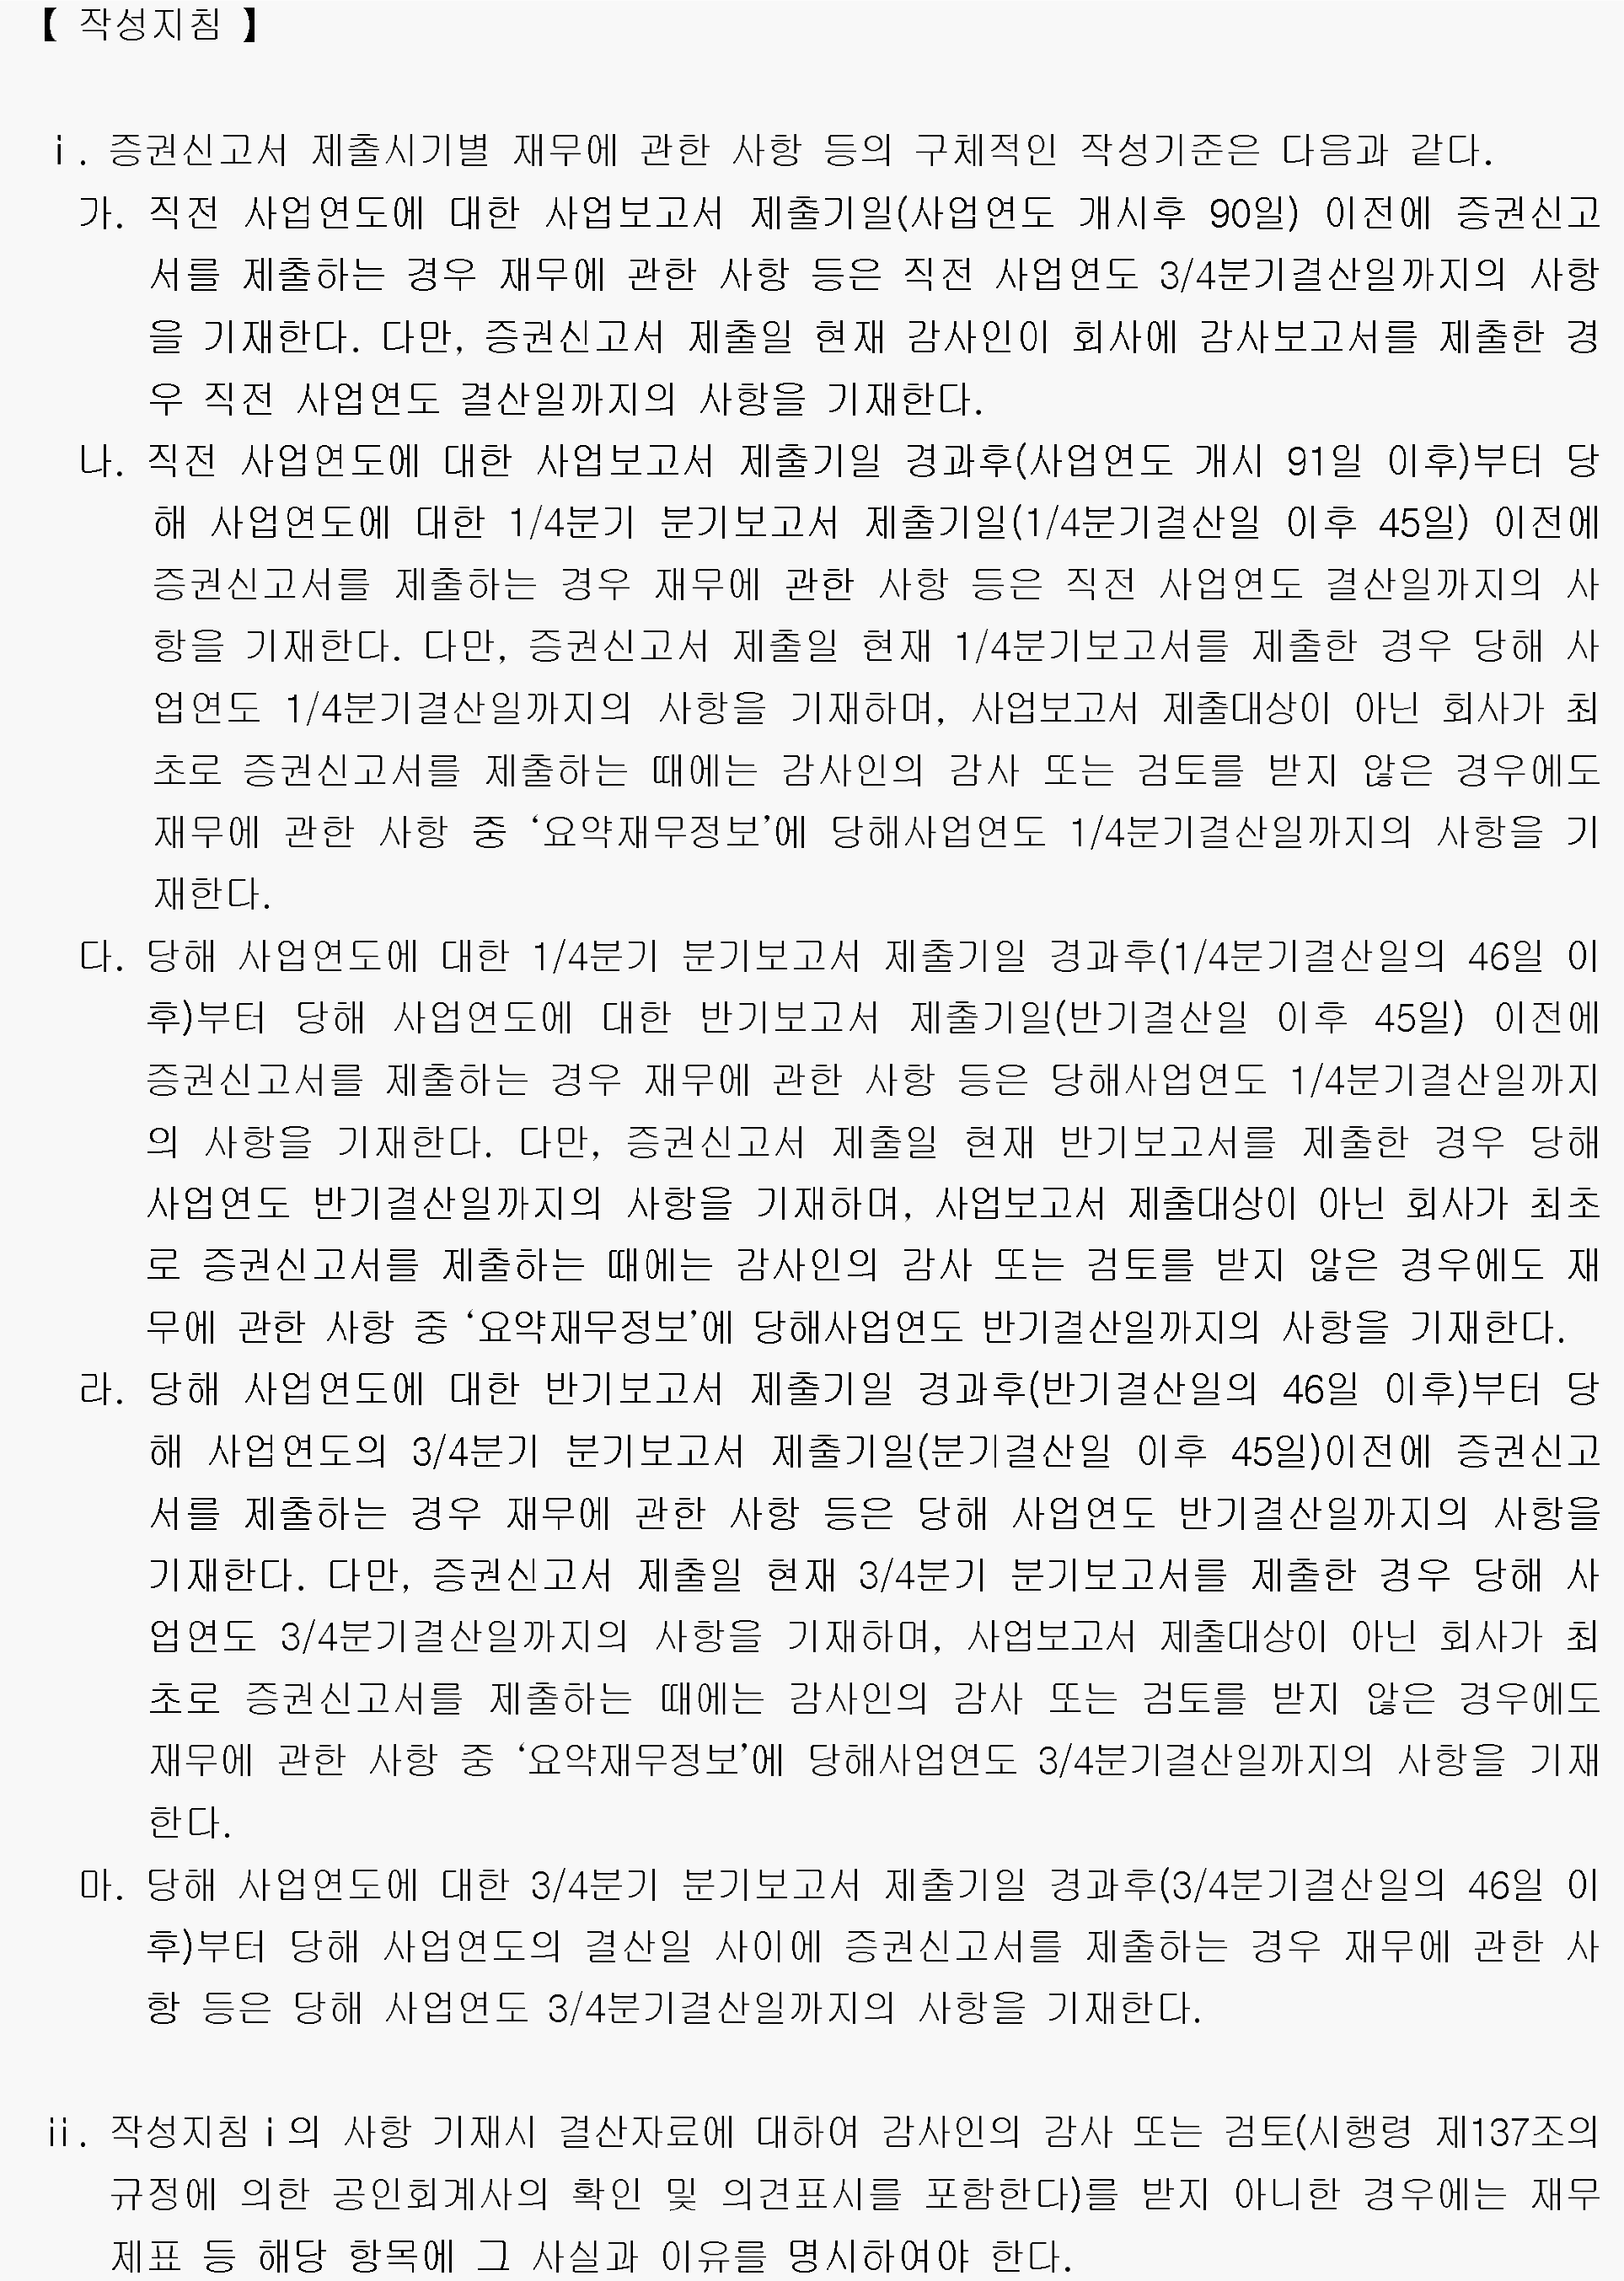 【 작성지침 】
ⅰ. 증권신고서 제출시기별 재무에 관한 사항 등의 구체적인 작성기준은 다음과 같다.
가. 직전 사업연도에 대한 사업보고서 제출기일(사업연도 개시후 90일) 이전에 증권신고
서를 제출하는 경우 재무에 관한 사항 등은 직전 사업연도 3/4분기결산일까지의 사항
을 기재한다. 다만, 증권신고서 제출일 현재 감사인이 회사에 감사보고서를 제출한 경
우 직전 사업연도 결산일까지의 사항을 기재한다.
나. 직전 사업연도에 대한 사업보고서 제출기일 경과후(사업연도 개시 91일 이후)부터 당
해 사업연도에 대한 1/4분기 분기보고서 제출기일(1/4분기결산일 이후 45일) 이전에
증권신고서를 제출하는 경우 재무에 관한 사항 등은 직전 사업연도 결산일까지의 사
항을 기재한다. 다만, 증권신고서 제출일 현재 1/4분기보고서를 제출한 경우 당해 사
업연도 1/4분기결산일까지의 사항을 기재하며, 사업보고서 제출대상이 아닌 회사가 최
초로 증권신고서를 제출하는 때에는 감사인의 감사 또는 검토를 받지 않은 경우에도
재무에 관한 사항 중 ‘요약재무정보’에 당해사업연도 1/4분기결산일까지의 사항을 기
재한다.
다. 당해 사업연도에 대한 1/4분기 분기보고서 제출기일 경과후(1/4분기결산일의 46일 이
후)부터 당해 사업연도에 대한 반기보고서 제출기일(반기결산일 이후 45일) 이전에
증권신고서를 제출하는 경우 재무에 관한 사항 등은 당해사업연도 1/4분기결산일까지
의 사항을 기재한다. 다만, 증권신고서 제출일 현재 반기보고서를 제출한 경우 당해
사업연도 반기결산일까지의 사항을 기재하며, 사업보고서 제출대상이 아닌 회사가 최초
로 증권신고서를 제출하는 때에는 감사인의 감사 또는 검토를 받지 않은 경우에도 재
무에 관한 사항 중 ‘요약재무정보’에 당해사업연도 반기결산일까지의 사항을 기재한다.
라. 당해 사업연도에 대한 반기보고서 제출기일 경과후(반기결산일의 46일 이후)부터 당
해 사업연도의 3/4분기 분기보고서 제출기일(분기결산일 이후 45일)이전에 증권신고
서를 제출하는 경우 재무에 관한 사항 등은 당해 사업연도 반기결산일까지의 사항을
기재한다. 다만, 증권신고서 제출일 현재 3/4분기 분기보고서를 제출한 경우 당해 사
업연도 3/4분기결산일까지의 사항을 기재하며, 사업보고서 제출대상이 아닌 회사가 최
초로 증권신고서를 제출하는 때에는 감사인의 감사 또는 검토를 받지 않은 경우에도
재무에 관한 사항 중 ‘요약재무정보’에 당해사업연도 3/4분기결산일까지의 사항을 기재
한다.
마. 당해 사업연도에 대한 3/4분기 분기보고서 제출기일 경과후(3/4분기결산일의 46일 이
후)부터 당해 사업연도의 결산일 사이에 증권신고서를 제출하는 경우 재무에 관한 사
항 등은 당해 사업연도 3/4분기결산일까지의 사항을 기재한다.
ⅱ. 작성지침ⅰ의 사항 기재시 결산자료에 대하여 감사인의 감사 또는 검토(시행령 제137조의
규정에 의한 공인회계사의 확인 및 의견표시를 포함한다)를 받지 아니한 경우에는 재무
제표 등 해당 항목에 그 사실과 이유를 명시하여야 한다.